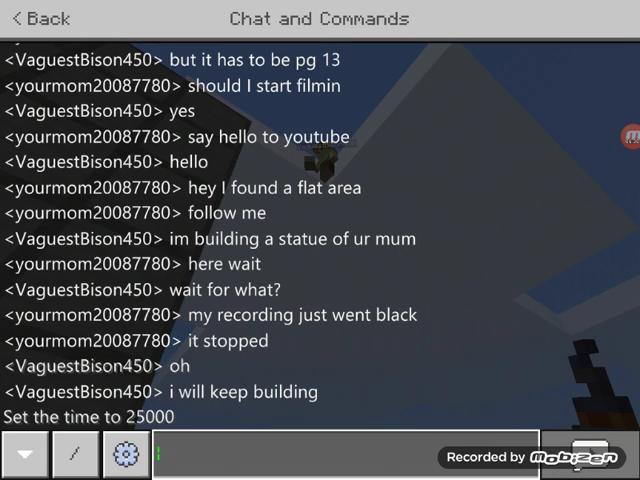 < Back
Chat and Commands
<VaguestBison450> but it has to be pg 13
<yourmom20087780> should I start filmin
<VaguestBison450> yes
<yourmom20087780> say hello to youtube
<VaguestBison450> hello
<yourmom20087780> hey I found a flat area
<yourmom20087780> follow me
<VaguestBison450> im building a statue of ur mum
<yourmom20087780> here wait
<VaguestBison450> wait for what?
<yourmom20087780> my recording just went black
<yourmom20087780> it stopped
<VaguestBison450> oh
<VaguestBison450> i will keep building
Set the time to 25000
/
Recorded by Mobizen